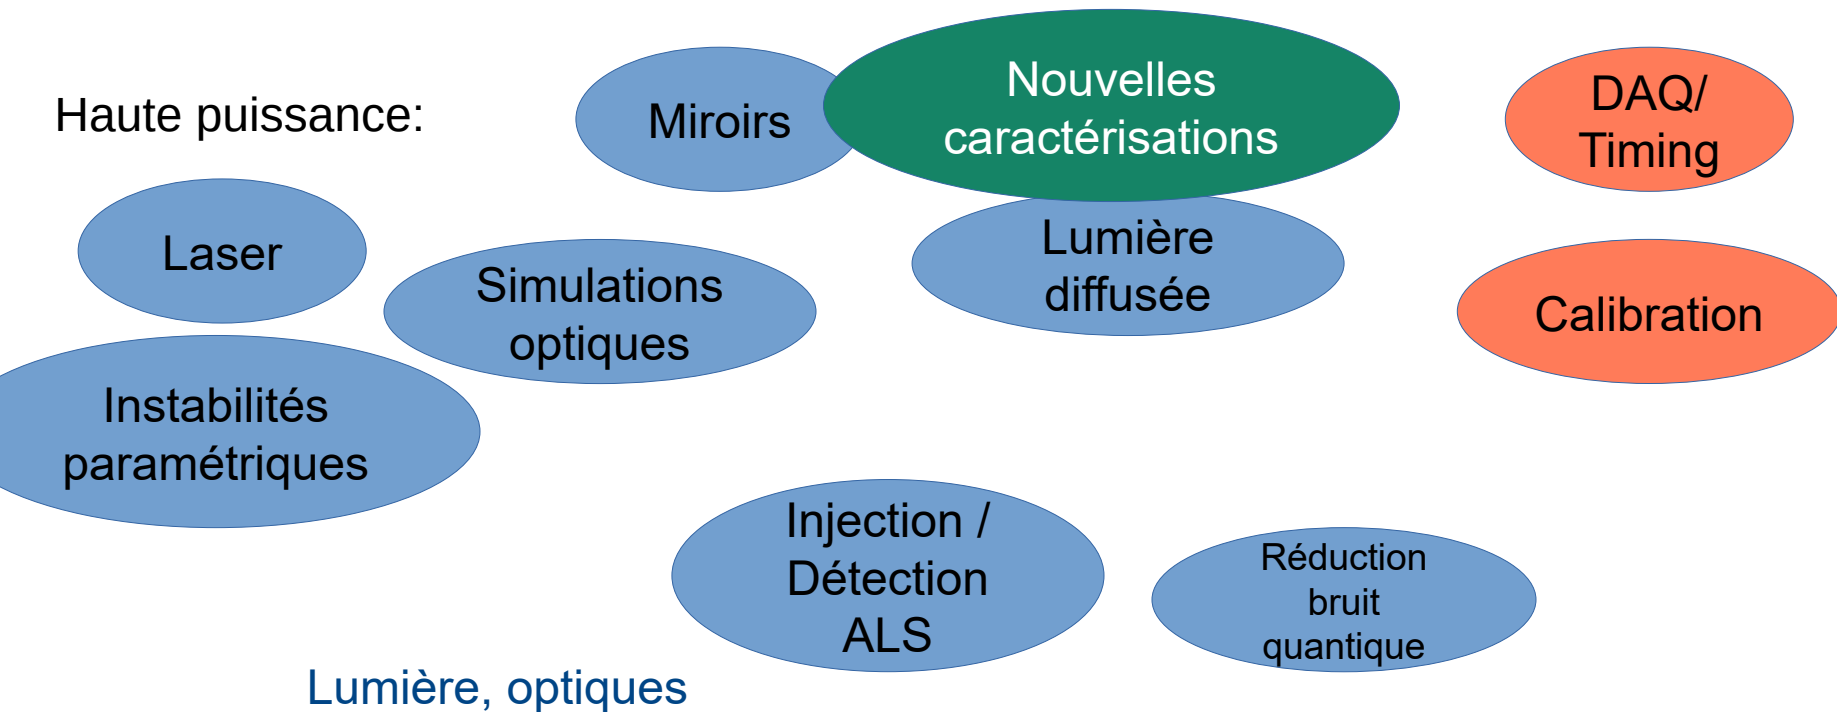 Haute puissance:
Miroirs
Nouvelles
caractérisations
DAQ/
Timing
Laser
Simulations
optiques
Lumière
diffusée
Calibration
Instabilités
paramétriques
Injection /
Détection
ALS
Réduction
bruit
quantique
Lumière, optiques